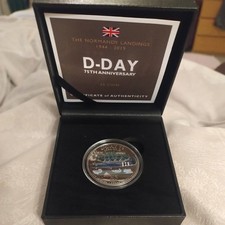 THE NORMANDY LANDINGS
1944 - 2019
D-DAY
75TH ANNIVERSARY
CERTIFICATE OF AUTHENTICITY